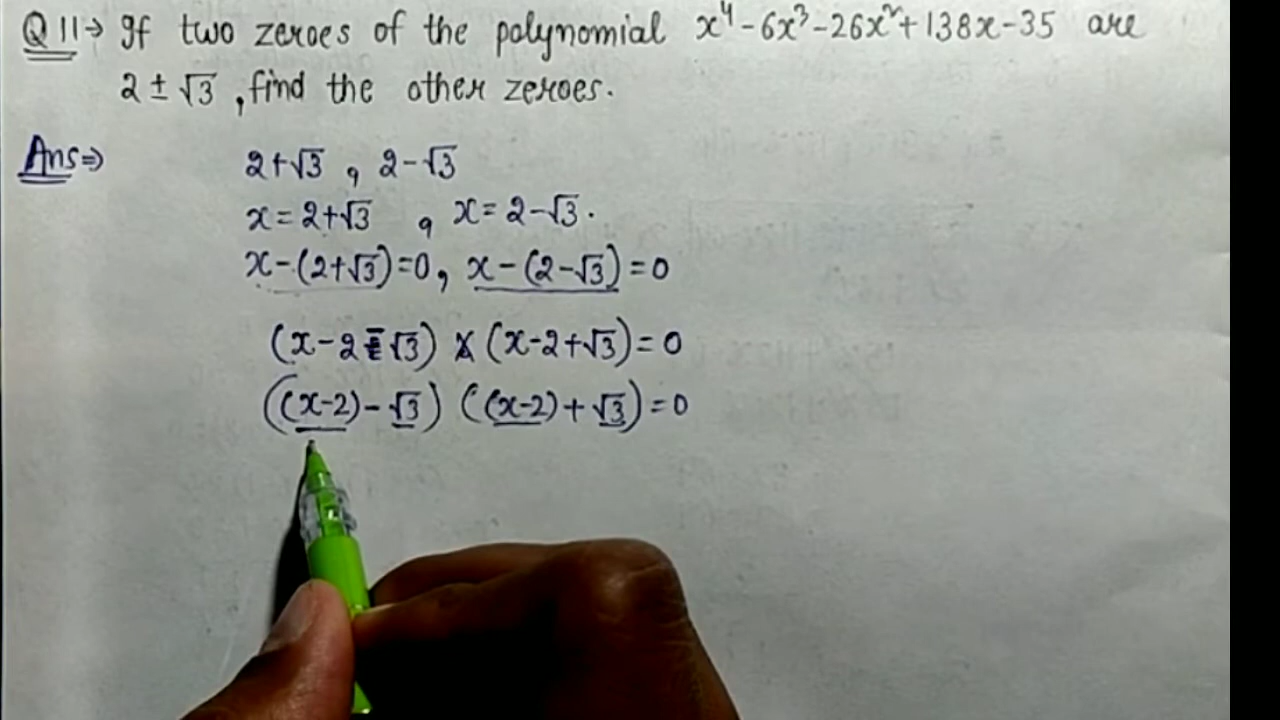 Q 11→ If two zeroes of the polynomial x⁴-6x³-26x²+138x-35 are
2 ± √3 , find the other zeroes.
Ans⇒ 2+√3 , 2-√3
x = 2+√3 , x = 2-√3.
x-(2+√3)=0, x-(2-√3)=0
(x-2-√3) × (x-2+√3)=0
((x-2)-√3) ((x-2)+√3)=0